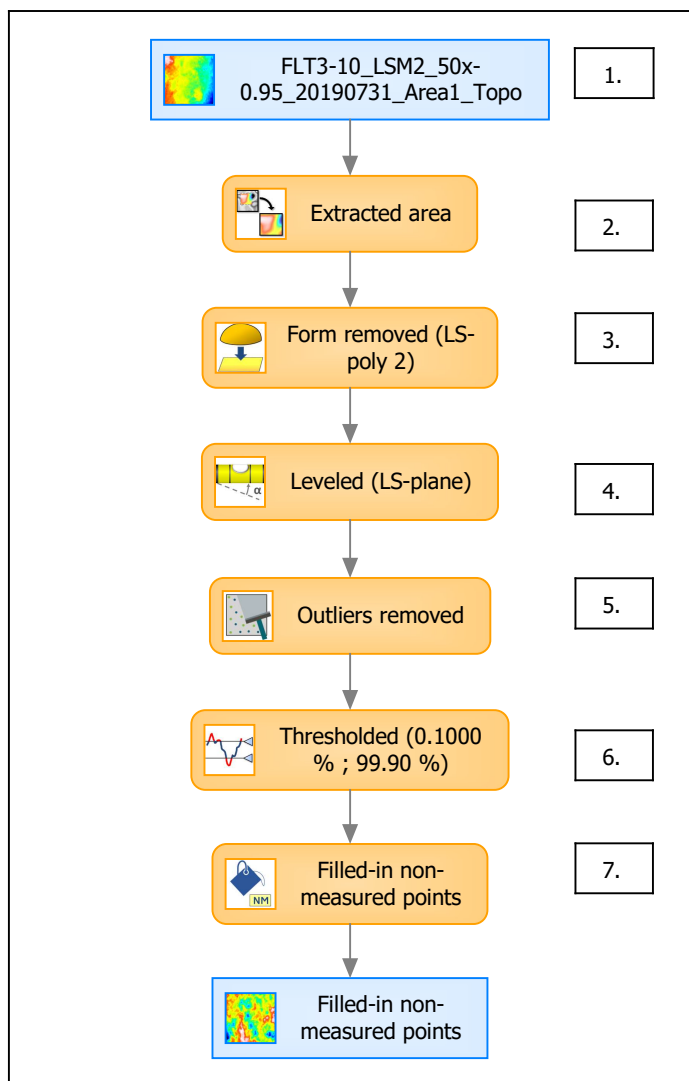 FLT3-10_LSM2_50x-
0.95_20190731_Area1_Topo
1.
Extracted area
2.
Form removed (LS-
poly 2)
3.
α
Leveled (LS-plane)
4.
Outliers removed
5.
Thresholded (0.1000
% ; 99.90 %)
6.
NM
Filled-in non-
measured points
7.
Filled-in non-
measured points